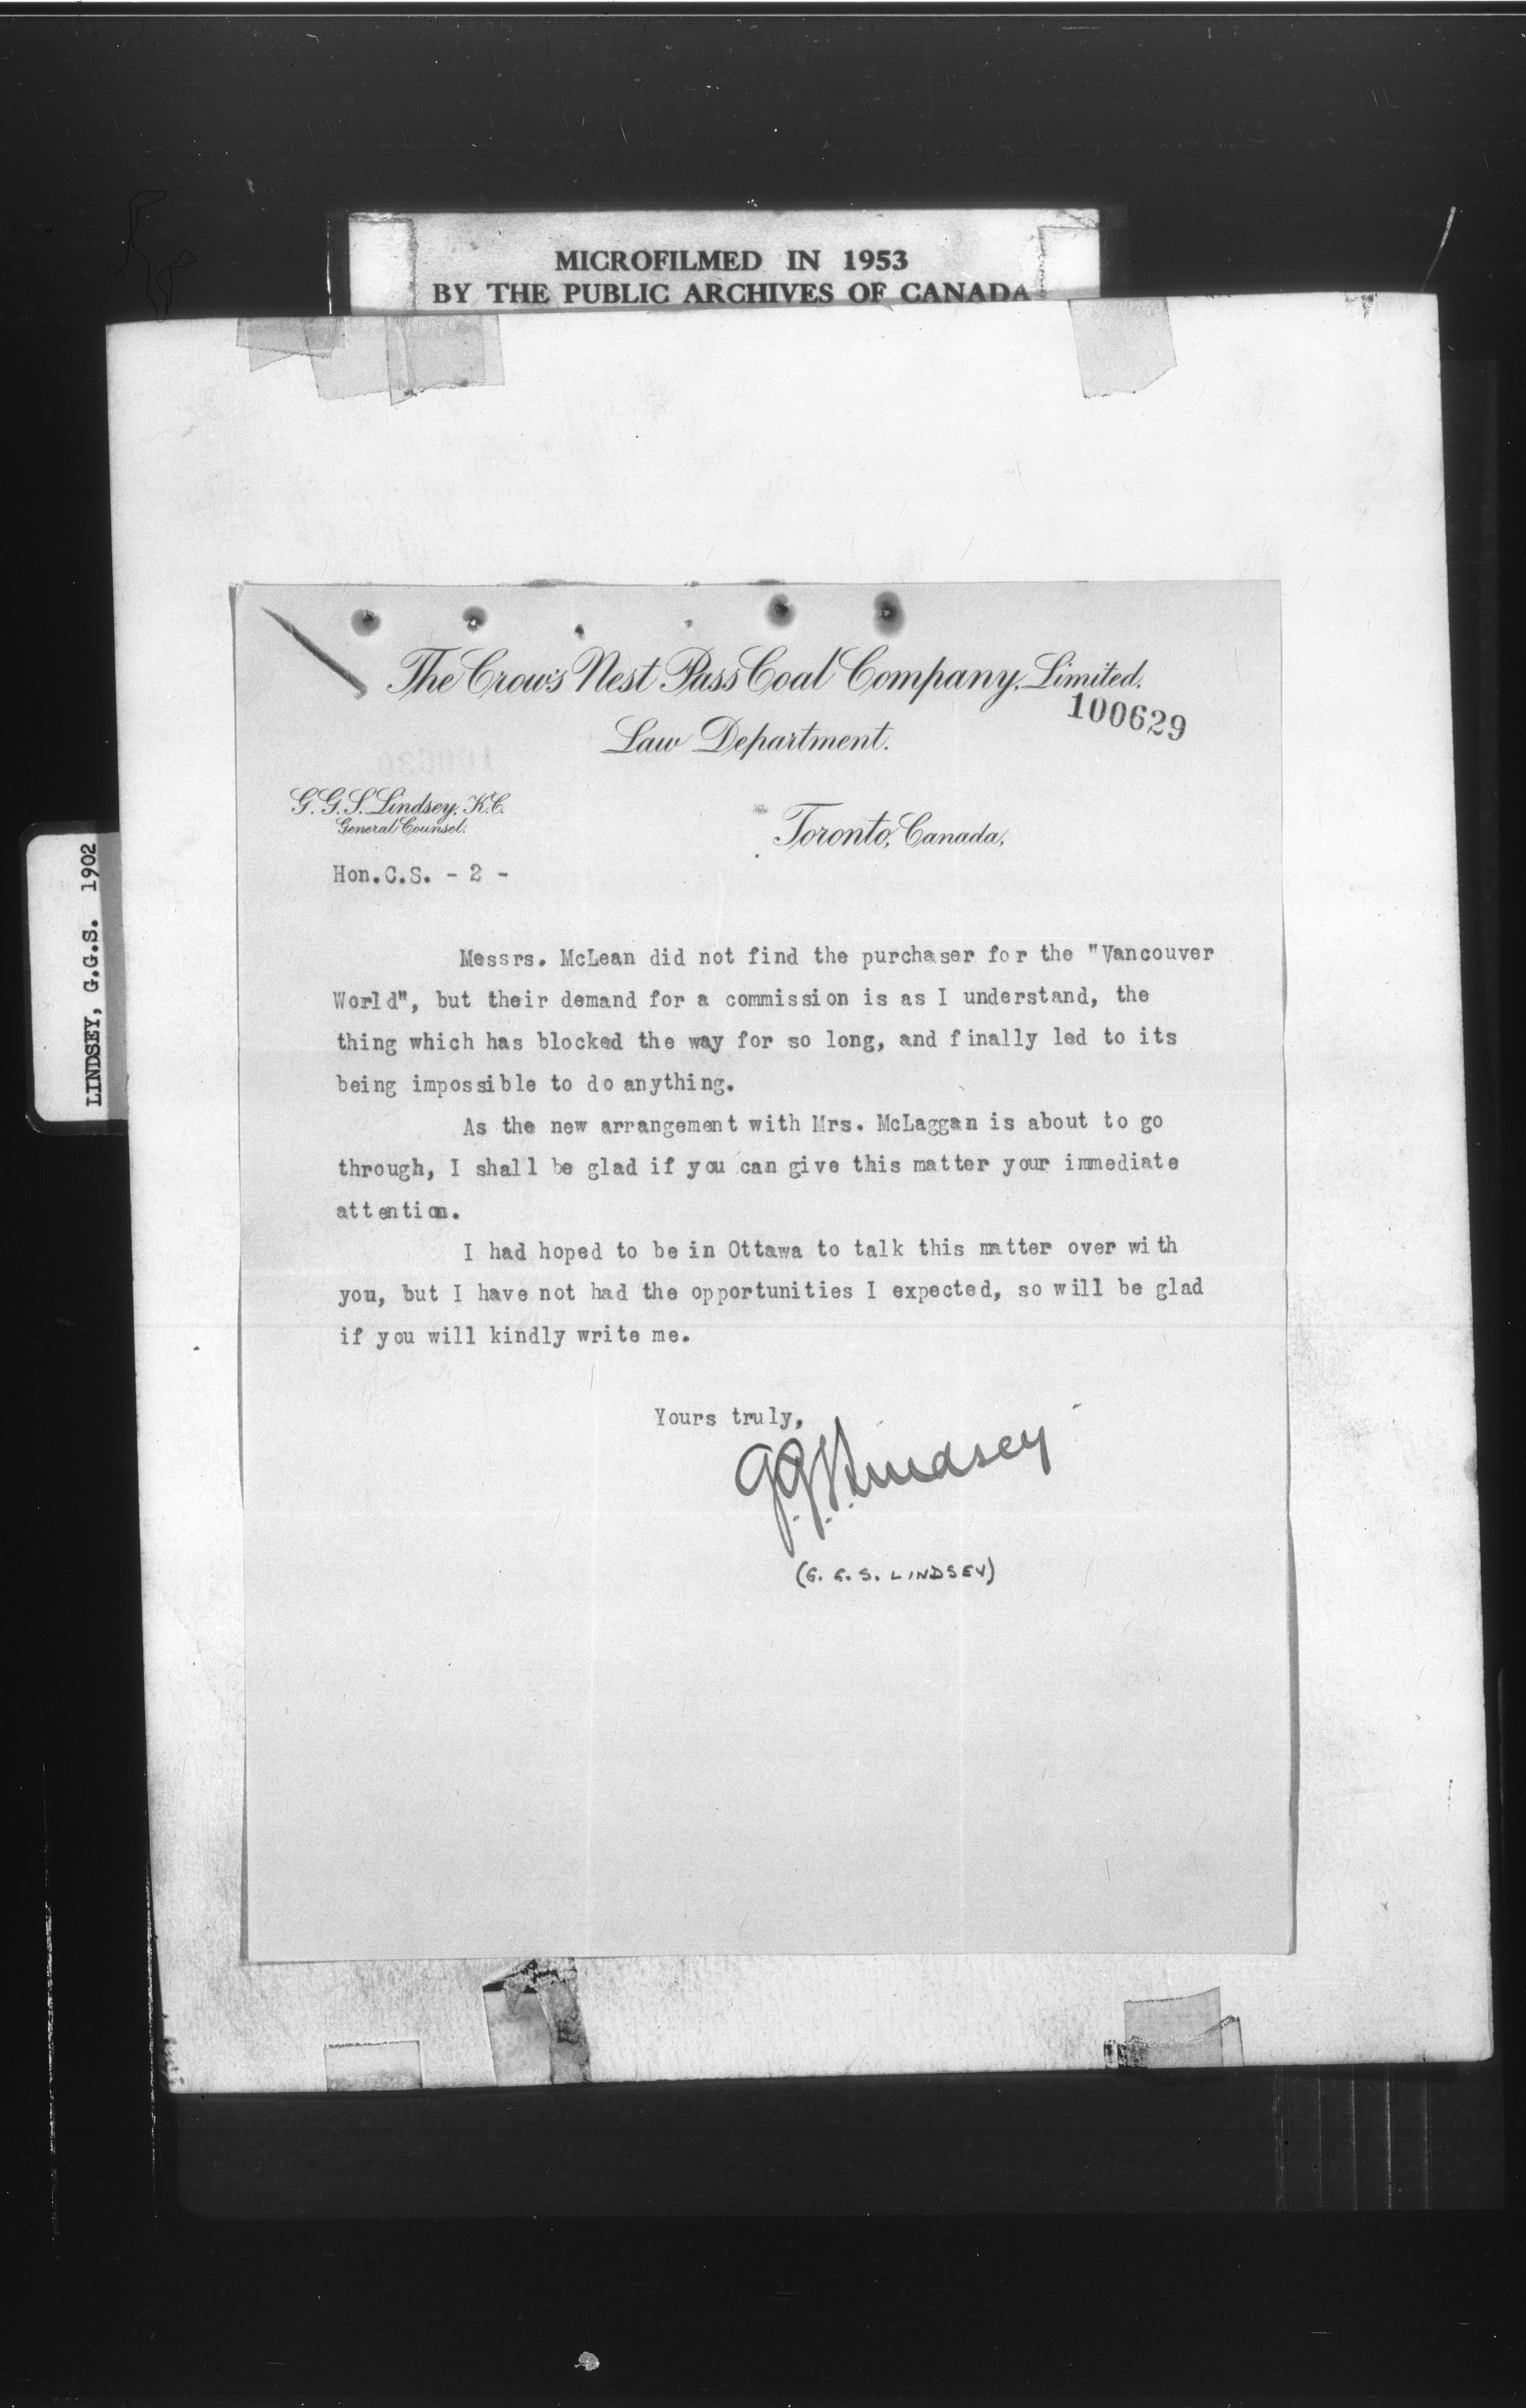 MICROFILMED IN 1953
BY THE PUBLIC ARCHIVES OF CANADA
LINDSEY, G.G.S. 1902
The Crow's Nest Pass Coal Company, Limited.
100629
Law Department.
G. G. S. Lindsey, K.C.
General Counsel.
Toronto, Canada,
Hon.C.S. - 2 -
Messrs. McLean did not find the purchaser for the "Vancouver
World", but their demand for a commission is as I understand, the
thing which has blocked the way for so long, and finally led to its
being impossible to do anything.
As the new arrangement with Mrs. McLaggan is about to go
through, I shall be glad if you can give this matter your immediate
attention.
I had hoped to be in Ottawa to talk this matter over with
you, but I have not had the opportunities I expected, so will be glad
if you will kindly write me.
Yours truly,
G.G.S. Lindsey
(G. G. S. LINDSEY)